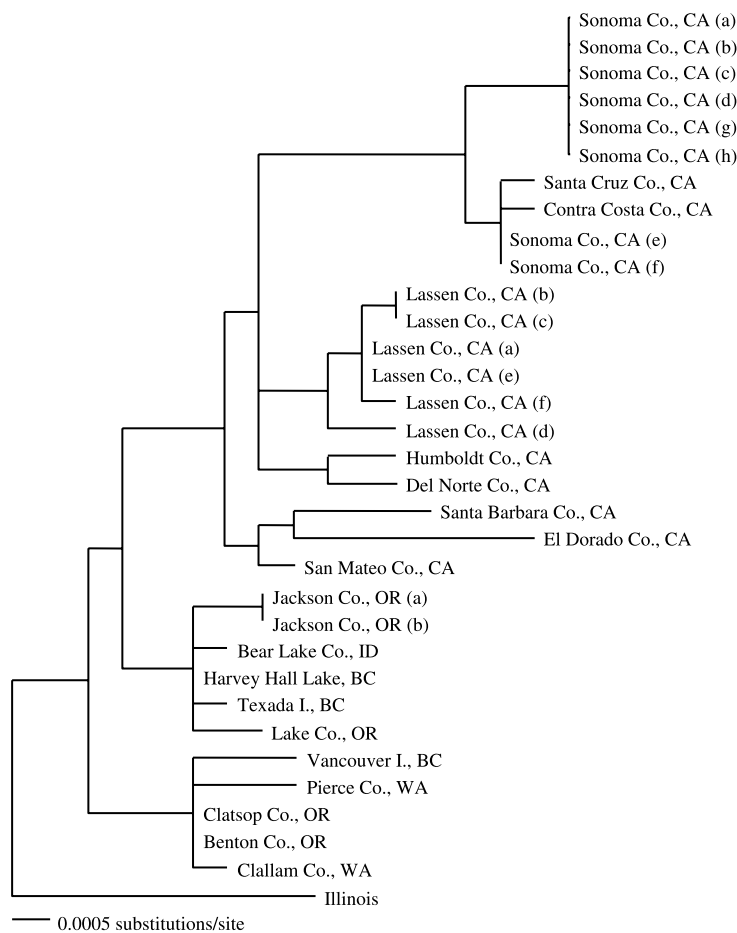 Sonoma Co., CA (a)
Sonoma Co., CA (b)
Sonoma Co., CA (c)
Sonoma Co., CA (d)
Sonoma Co., CA (g)
Sonoma Co., CA (h)
Santa Cruz Co., CA
Contra Costa Co., CA
Sonoma Co., CA (e)
Sonoma Co., CA (f)
Lassen Co., CA (b)
Lassen Co., CA (c)
Lassen Co., CA (a)
Lassen Co., CA (e)
Lassen Co., CA (f)
Lassen Co., CA (d)
Humboldt Co., CA
Del Norte Co., CA
Santa Barbara Co., CA
El Dorado Co., CA
San Mateo Co., CA
Jackson Co., OR (a)
Jackson Co., OR (b)
Bear Lake Co., ID
Harvey Hall Lake, BC
Texada I., BC
Lake Co., OR
Vancouver I., BC
Pierce Co., WA
Clatsop Co., OR
Benton Co., OR
Clallam Co., WA
Illinois
0.0005 substitutions/site